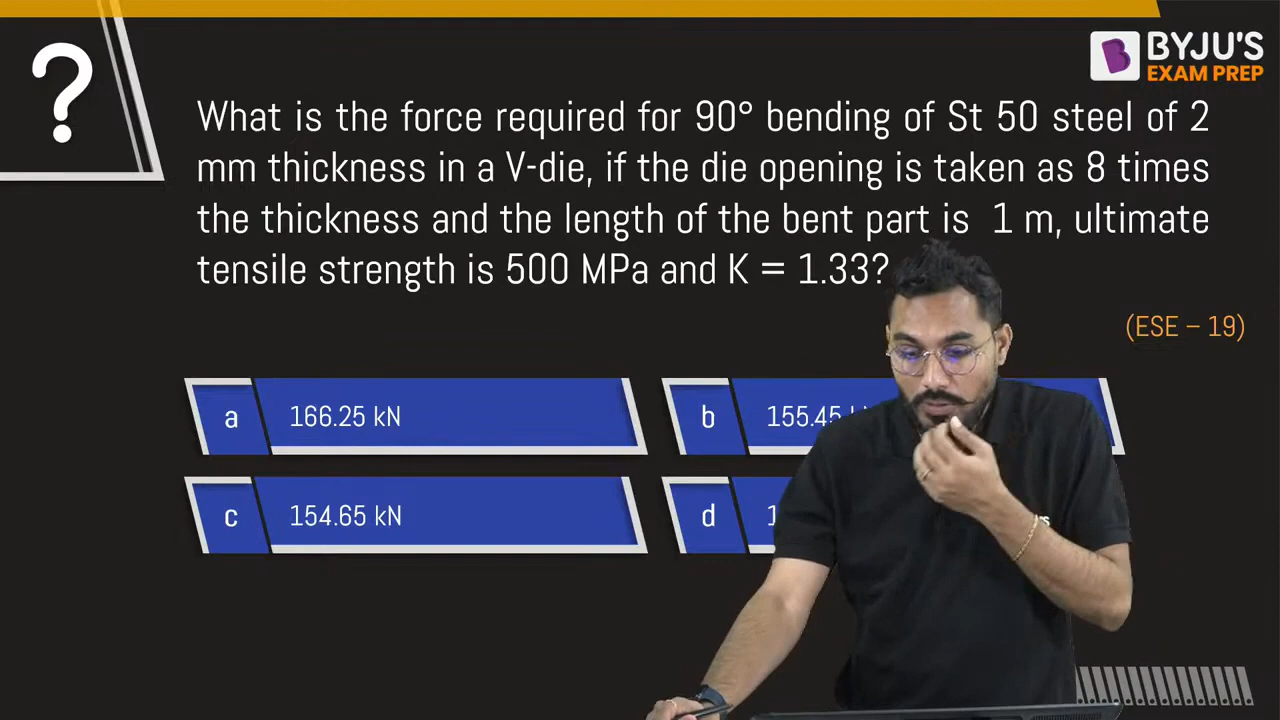 BYJU'S
EXAM PREP
?
What is the force required for 90° bending of St 50 steel of 2
mm thickness in a V-die, if the die opening is taken as 8 times
the thickness and the length of the bent part is 1 m, ultimate
tensile strength is 500 MPa and K = 1.33?
(ESE – 19)
a 166.25 kN
b 155.45
c 154.65 kN
d